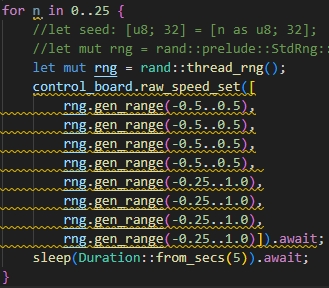 for n in 0..25 {
//let seed: [u8; 32] = [n as u8; 32];
//let mut rng = rand::prelude::StdRng::
let mut rng = rand::thread_rng();
control_board.raw_speed_set([
rng.gen_range(-0.5..0.5),
rng.gen_range(-0.5..0.5),
rng.gen_range(-0.5..0.5),
rng.gen_range(-0.5..0.5),
rng.gen_range(-0.25..1.0),
rng.gen_range(-0.25..1.0),
rng.gen_range(-0.25..1.0),
rng.gen_range(-0.25..1.0)]).await;
sleep(Duration::from_secs(5)).await;
}